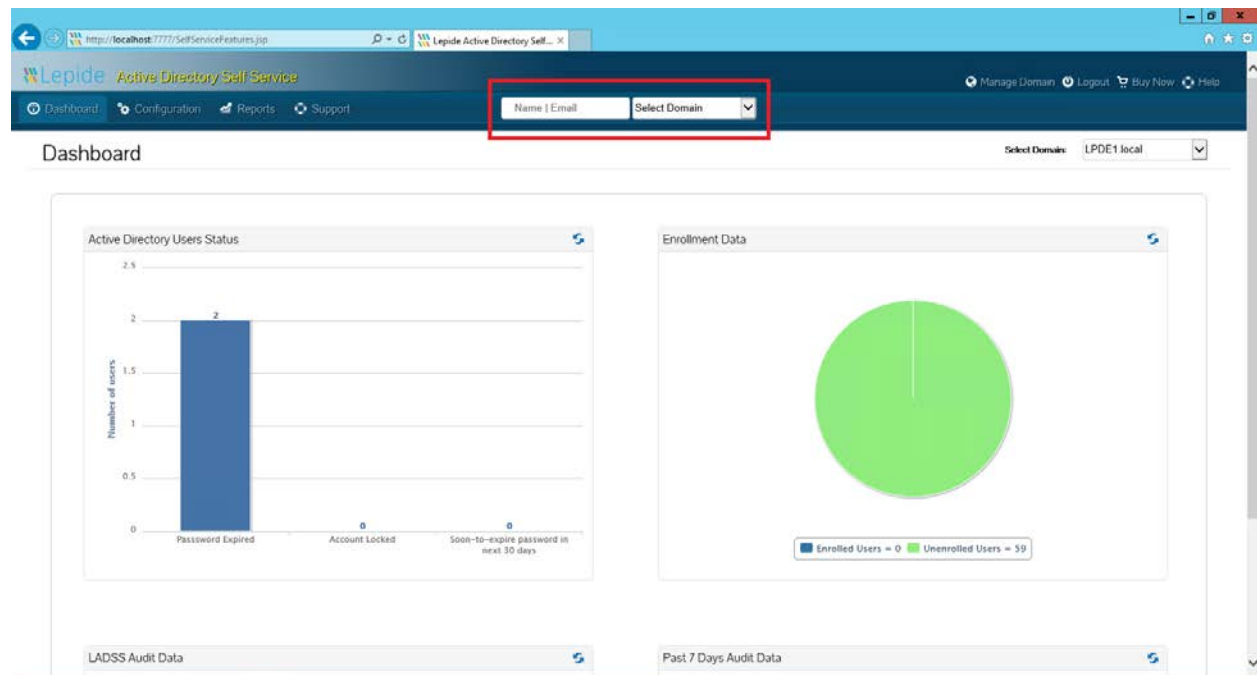 http://localhost:7777/SelfServiceFeatures.jsp
Lepide Active Directory Self...
Lepide Active Directory Self Service
Manage Domain Logout Buy Now Help
Dashboard Configuration Reports Support
Name | Email Select Domain
Dashboard
Select Domain: LPDE1 local
Active Directory Users Status
2.5
2
1.5
1
0.5
0
Number of users
2
0
0
Password Expired
Account Locked
Soon-to-expire password in
next 30 days
Enrollment Data
Enrolled Users = 0 Unenrolled Users = 59
LADSS Audit Data
Past 7 Days Audit Data